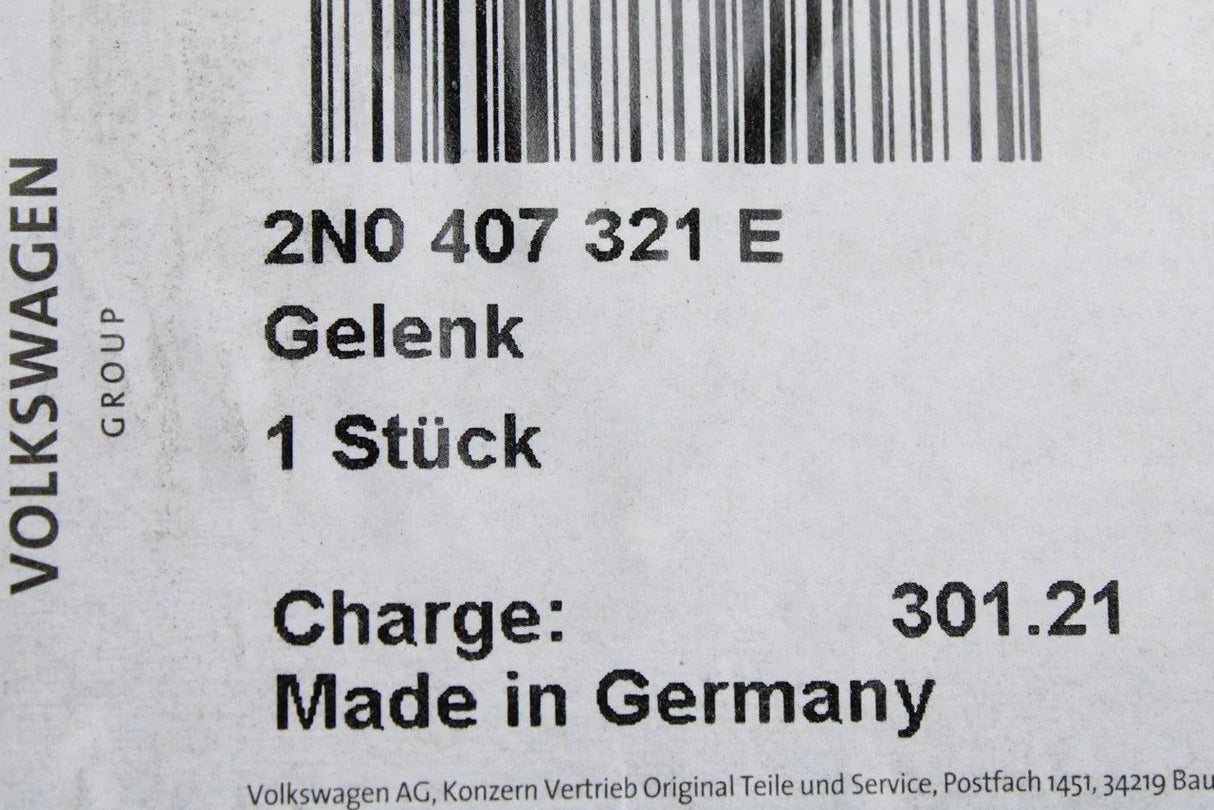 VOLKSWAGEN
GROUP
2N0 407 321 E
Gelenk
1 Stück
Charge: 301.21
Made in Germany
Volkswagen AG, Konzern Vertrieb Original Teile und Service, Postfach 1451, 34219 Bau